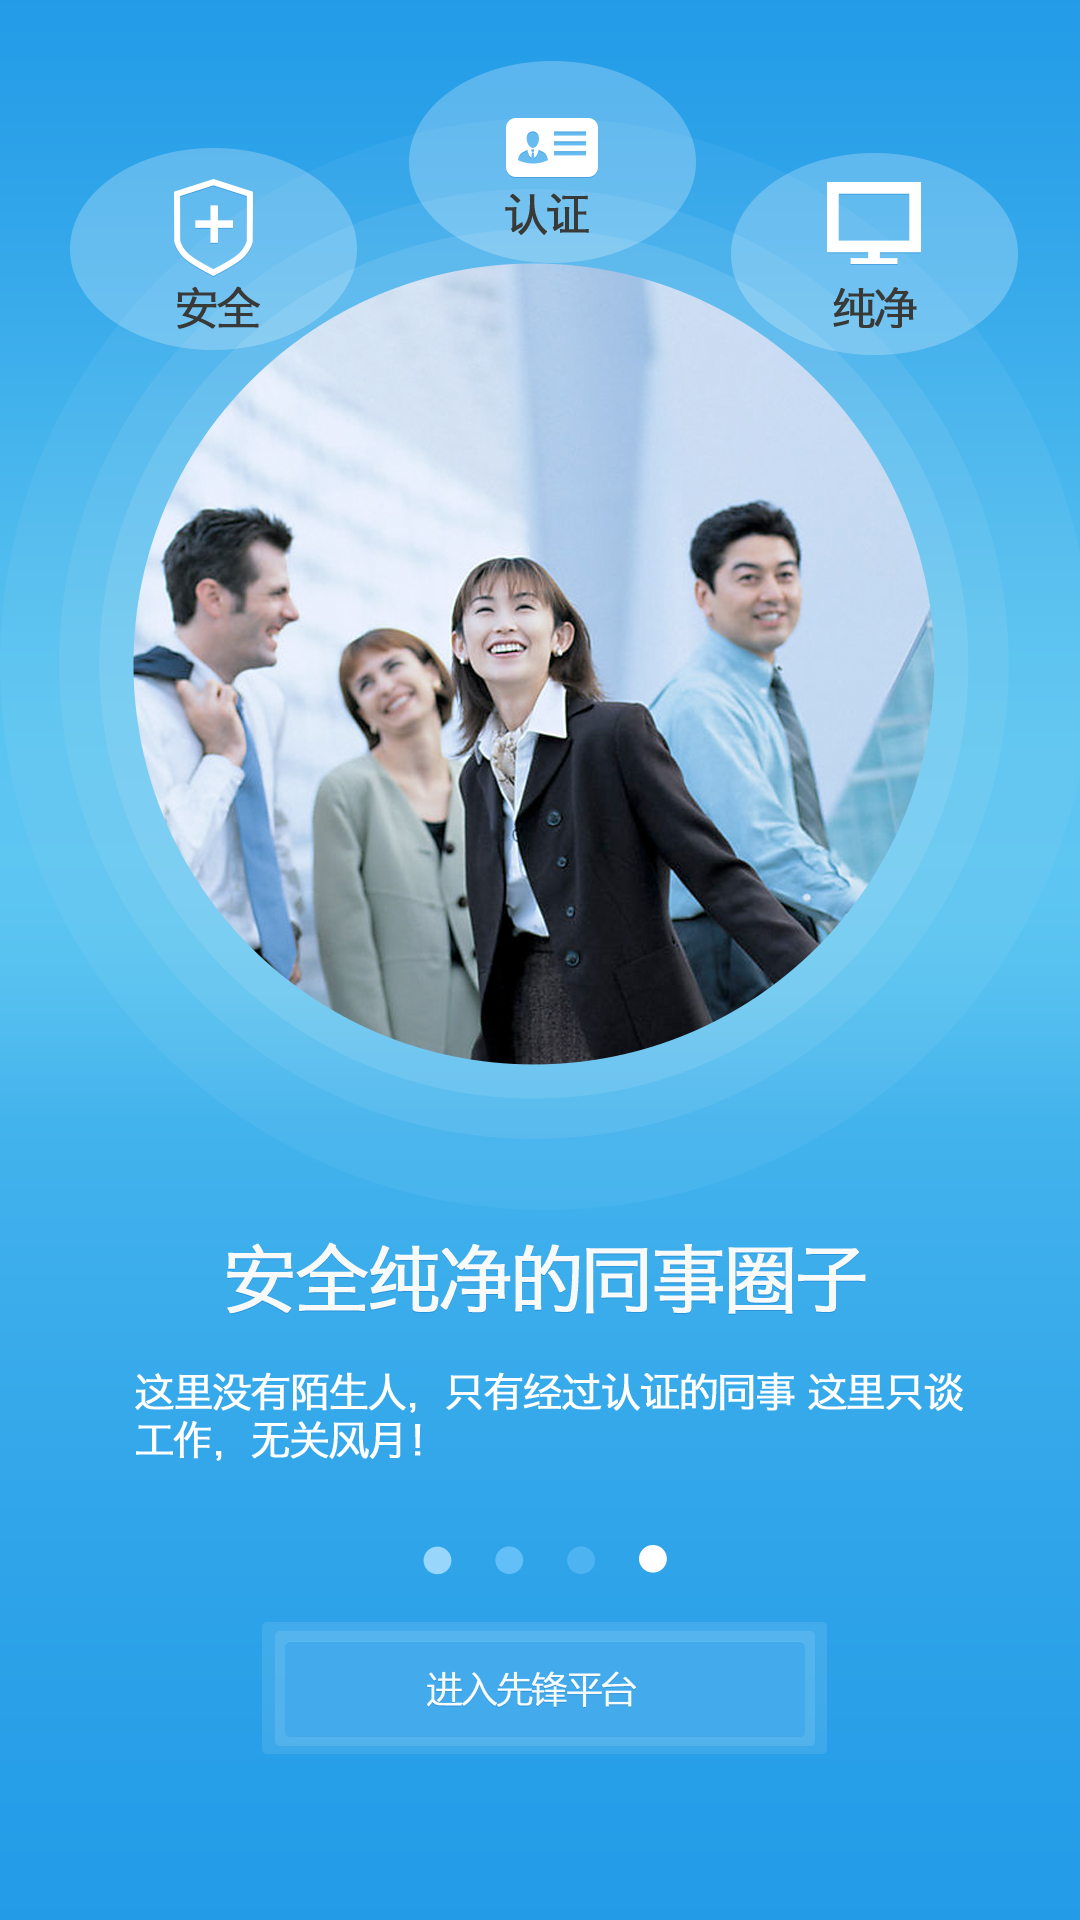 认证
安全
纯净
安全纯净的同事圈子
这里没有陌生人，只有经过认证的同事 这里只谈
工作，无关风月！
进入先锋平台